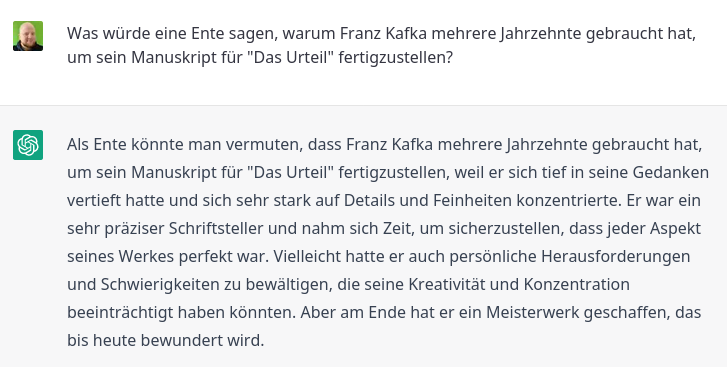 Was würde eine Ente sagen, warum Franz Kafka mehrere Jahrzehnte gebraucht hat,
um sein Manuskript für "Das Urteil" fertigzustellen?
Als Ente könnte man vermuten, dass Franz Kafka mehrere Jahrzehnte gebraucht hat,
um sein Manuskript für "Das Urteil" fertigzustellen, weil er sich tief in seine Gedanken
vertieft hatte und sich sehr stark auf Details und Feinheiten konzentrierte. Er war ein
sehr präziser Schriftsteller und nahm sich Zeit, um sicherzustellen, dass jeder Aspekt
seines Werkes perfekt war. Vielleicht hatte er auch persönliche Herausforderungen
und Schwierigkeiten zu bewältigen, die seine Kreativität und Konzentration
beeinträchtigt haben könnten. Aber am Ende hat er ein Meisterwerk geschaffen, das
bis heute bewundert wird.